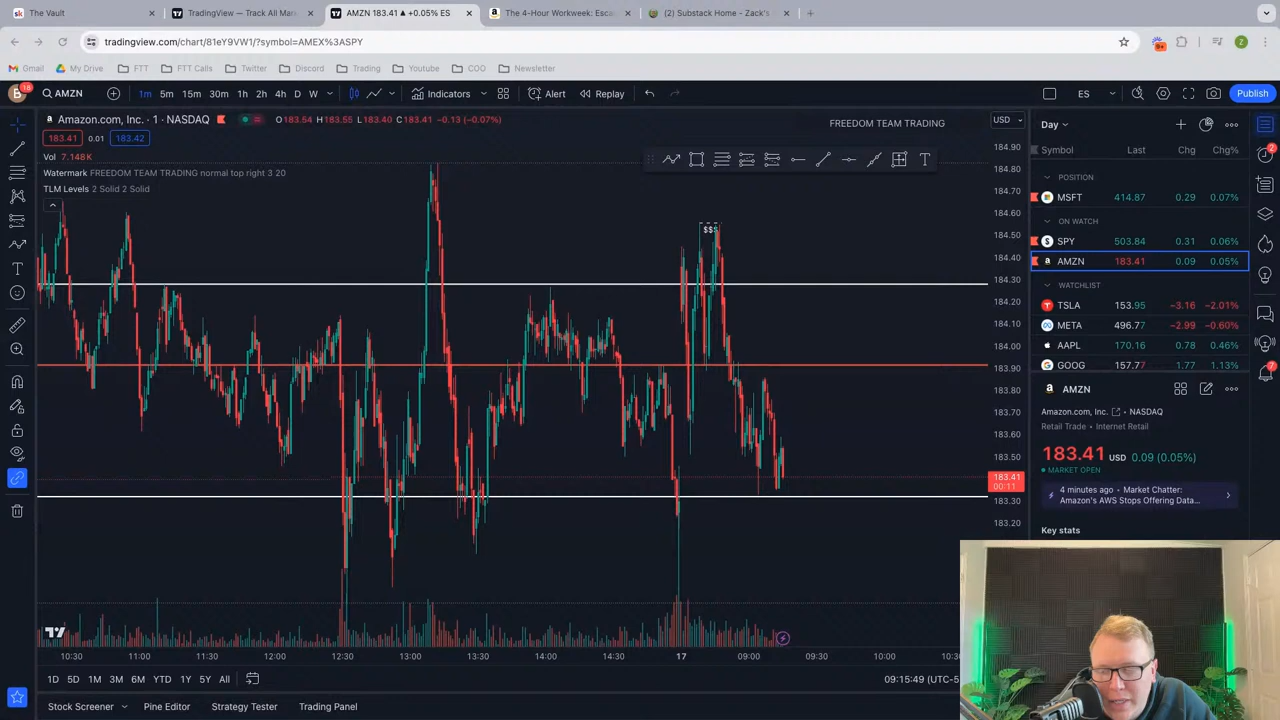 The Vault
TradingView — Track All Mar
AMZN 183.41 ▲ +0.05% ES
The 4-Hour Workweek: Esca
(2) Substack Home - Zack's
tradingview.com/chart/81eY9VW1/?symbol=AMEX%3ASPY
Gmail My Drive FTT FTT Calls Twitter Discord Trading Youtube COO Newsletter
B 18 AMZN 1m 5m 15m 30m 1h 2h 4h D W Indicators Alert Replay ES Publish
Amazon.com, Inc. · 1 · NASDAQ O183.54 H183.55 L183.40 C183.41 −0.13 (−0.07%)
FREEDOM TEAM TRADING
USD
183.41 0.01 183.42
Vol 7.148K
Watermark FREEDOM TEAM TRADING normal top right 3 20
TLM Levels 2 Solid 2 Solid
$$$
184.90
184.80
184.70
184.60
184.50
184.40
184.30
184.20
184.10
184.00
183.90
183.80
183.70
183.60
183.50
183.41
00:11
183.30
183.20
10:30 11:00 11:30 12:00 12:30 13:00 13:30 14:00 14:30 17 09:00 09:30 10:00 10:30
1D 5D 1M 3M 6M YTD 1Y 5Y All
09:15:49 (UTC-5
Stock Screener Pine Editor Strategy Tester Trading Panel
Day
Symbol Last Chg Chg%
POSITION
MSFT 414.87 0.29 0.07%
ON WATCH
SPY 503.84 0.31 0.06%
AMZN 183.41 0.09 0.05%
WATCHLIST
TSLA 153.95 −3.16 −2.01%
META 496.77 −2.99 −0.60%
AAPL 170.16 0.78 0.46%
GOOG 157.77 1.77 1.13%
AMZN
Amazon.com, Inc. • NASDAQ
Retail Trade • Internet Retail
183.41 USD 0.09 (0.05%)
MARKET OPEN
4 minutes ago • Market Chatter:
Amazon's AWS Stops Offering Data...
Key stats